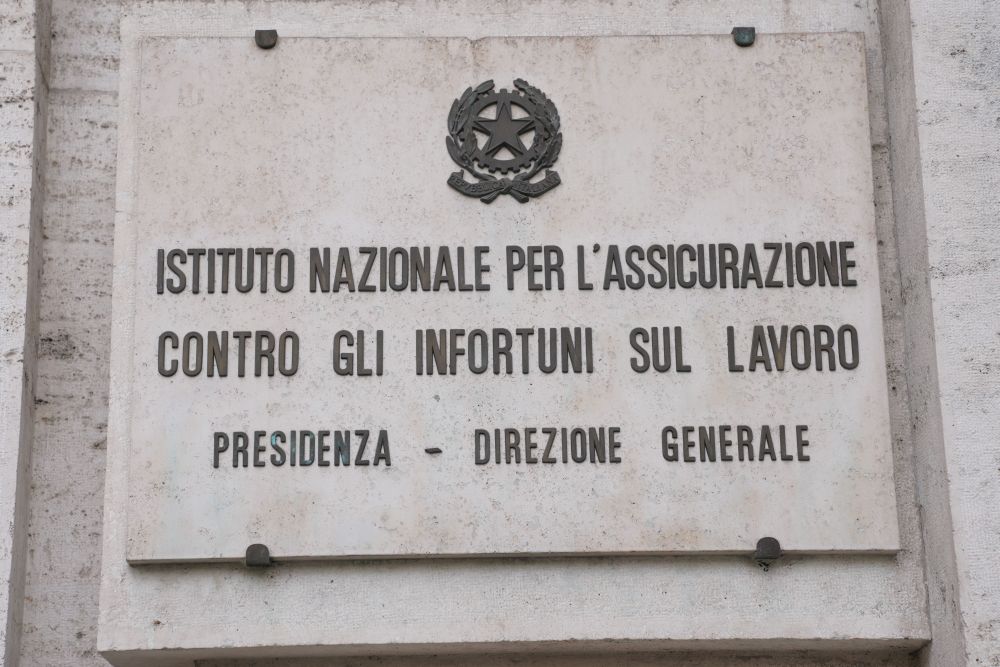 ISTITUTO NAZIONALE PER L'ASSICURAZIONE
CONTRO GLI INFORTUNI SUL LAVORO
PRESIDENZA - DIREZIONE GENERALE